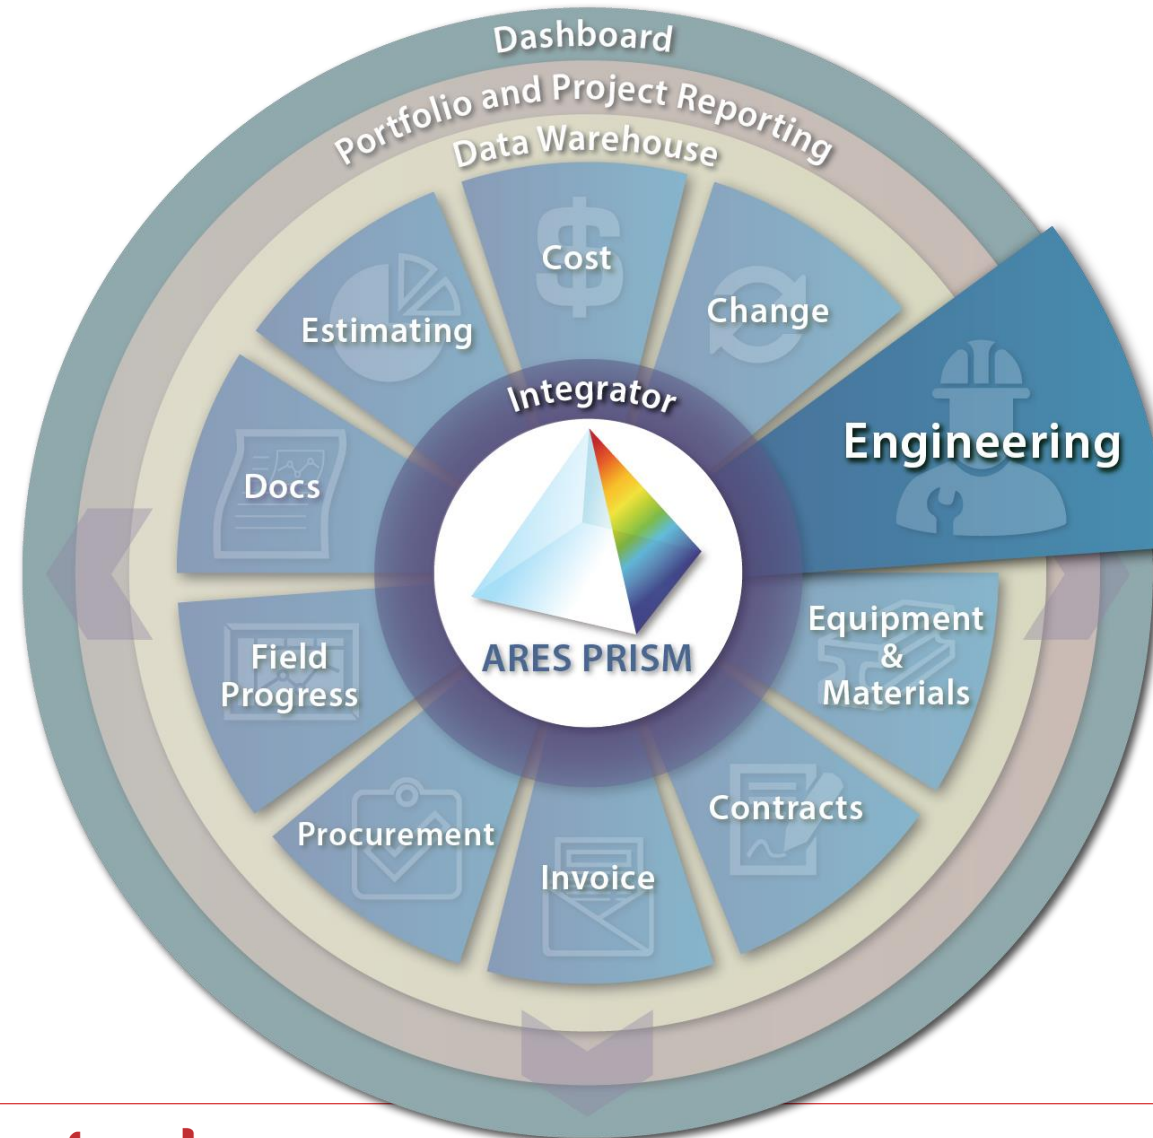 Dashboard
Portfolio and Project Reporting
Data Warehouse
Cost
Change
Estimating
Integrator
Engineering
Docs
ARES PRISM
Equipment
&
Materials
Field
Progress
Contracts
Procurement
Invoice